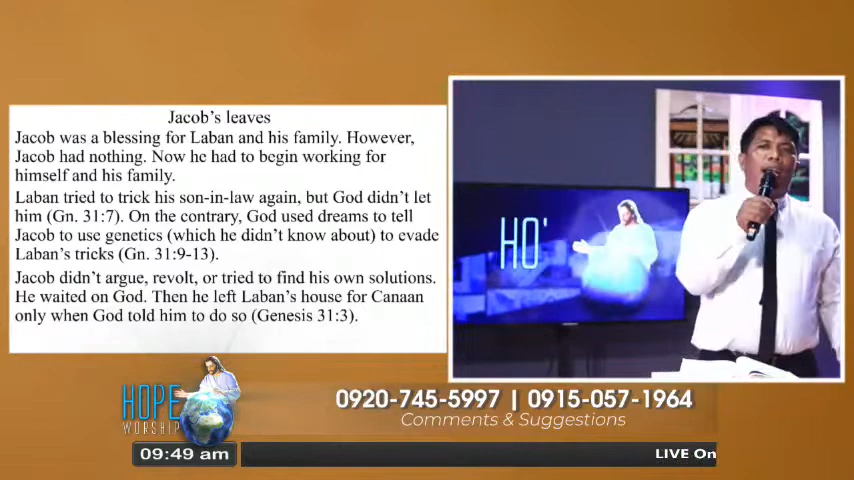 Jacob's leaves
Jacob was a blessing for Laban and his family. However,
Jacob had nothing. Now he had to begin working for
himself and his family.
Laban tried to trick his son-in-law again, but God didn't let
him (Gn. 31:7). On the contrary, God used dreams to tell
Jacob to use genetics (which he didn't know about) to evade
Laban's tricks (Gn. 31:9-13).
Jacob didn't argue, revolt, or tried to find his own solutions.
He waited on God. Then he left Laban's house for Canaan
only when God told him to do so (Genesis 31:3).
HO
HOPE
WORSHIP
0920-745-5997 | 0915-057-1964
Comments & Suggestions
09:49 am
LIVE On